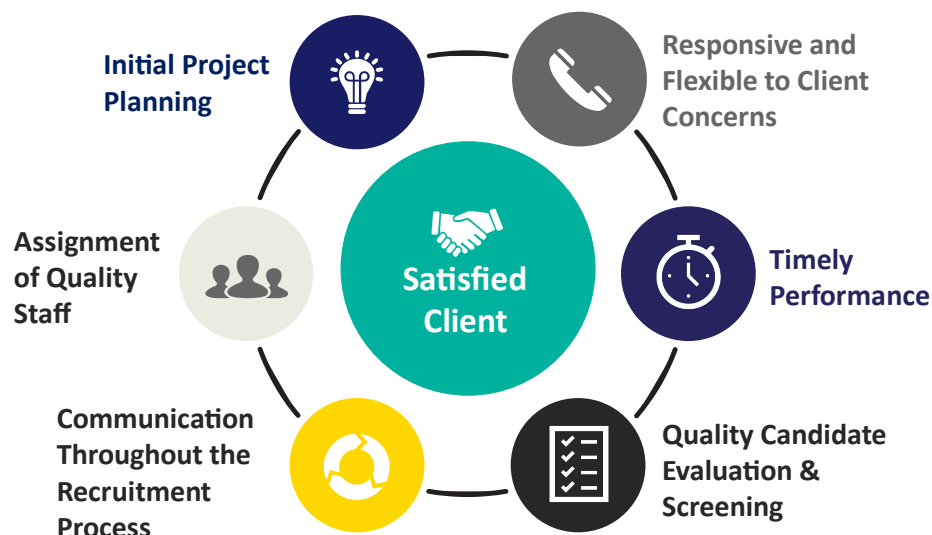 Initial Project
Planning
Responsive and
Flexible to Client
Concerns
Assignment
of Quality
Staff
Satisfied
Client
Timely
Performance
Communication
Throughout the
Recruitment
Process
Quality Candidate
Evaluation &
Screening